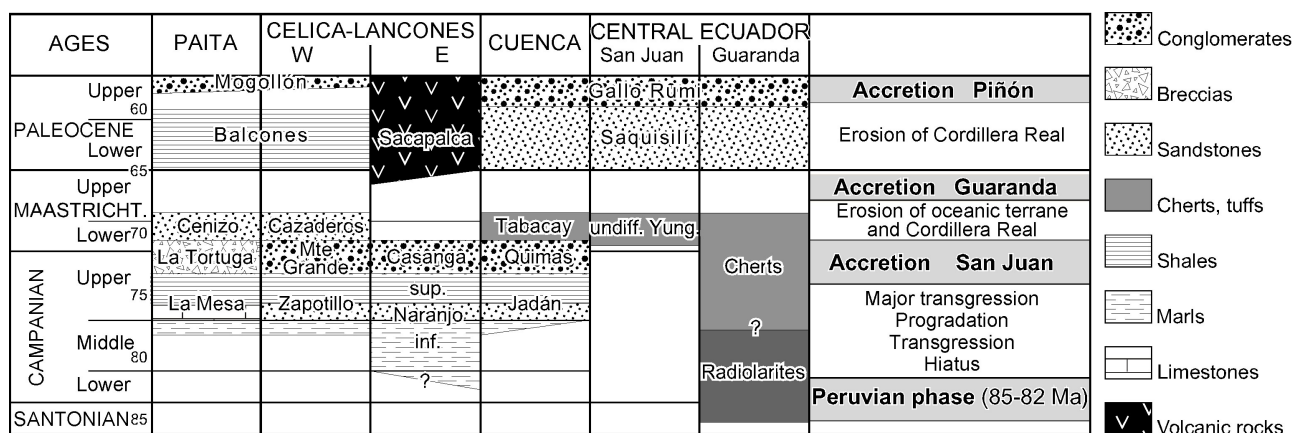 AGES PAITA CELICA-LANCONES CUENCA CENTRAL ECUADOR
W E San Juan Guaranda
Conglomerates
Breccias
Sandstones
Cherts, tuffs
Shales
Marls
Limestones
Volcanic rocks
Mogollón
Upper Gallo Rumi Accretion Piñón
60
PALEOCENE Balcones Sacapalca Saquisilí Erosion of Cordillera Real
Lower
65
Upper Accretion Guaranda
MAASTRICHT. Erosion of oceanic terrane
Lower 70 Cenizo Cazaderos Tabacay undiff. Yung. and Cordillera Real
La Tortuga Mte Grande Casanga Quimas Cherts Accretion San Juan
CAMPANIAN
Upper sup.
75 La Mesa Zapotillo Naranjo Jadán Major transgression
Progradation
Middle inf. ? Transgression
80 Hiatus
Lower ? Radiolarites
Peruvian phase (85-82 Ma)
SANTONIAN 85